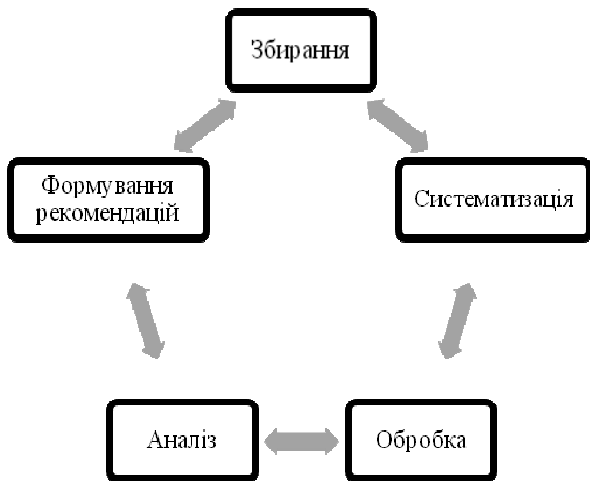 Збирання
Формування
рекомендацій
Систематизація
Аналіз
Обробка